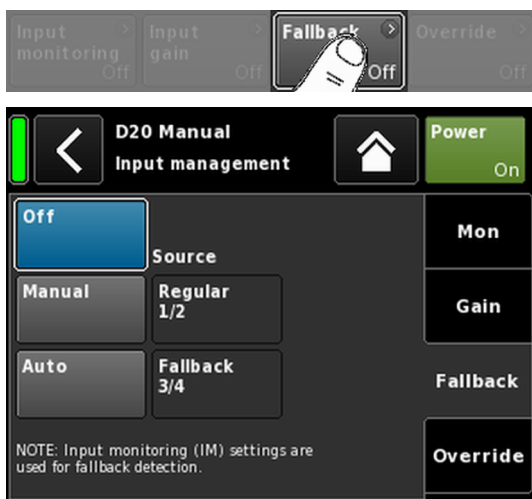 Input monitoring Off
Input gain Off
Fallback Off
Override Off
D20 Manual
Input management
Power
On
Off
Source
Manual
Regular
1/2
Auto
Fallback
3/4
NOTE: Input monitoring (IM) settings are
used for fallback detection.
Mon
Gain
Fallback
Override